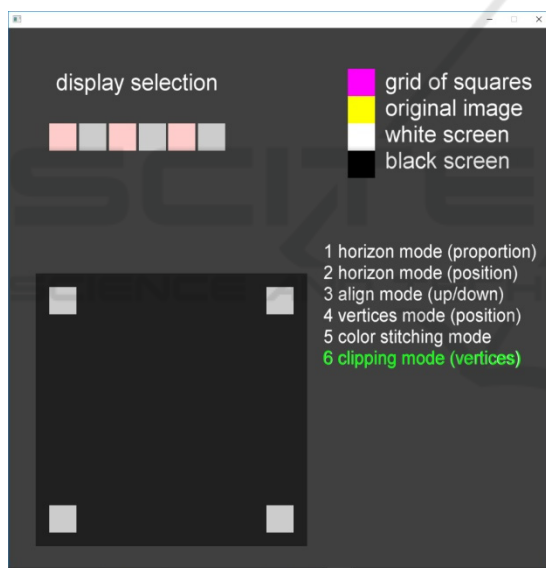 display selection
grid of squares
original image
white screen
black screen
1 horizon mode (proportion)
2 horizon mode (position)
3 align mode (up/down)
4 vertices mode (position)
5 color stitching mode
6 clipping mode (vertices)